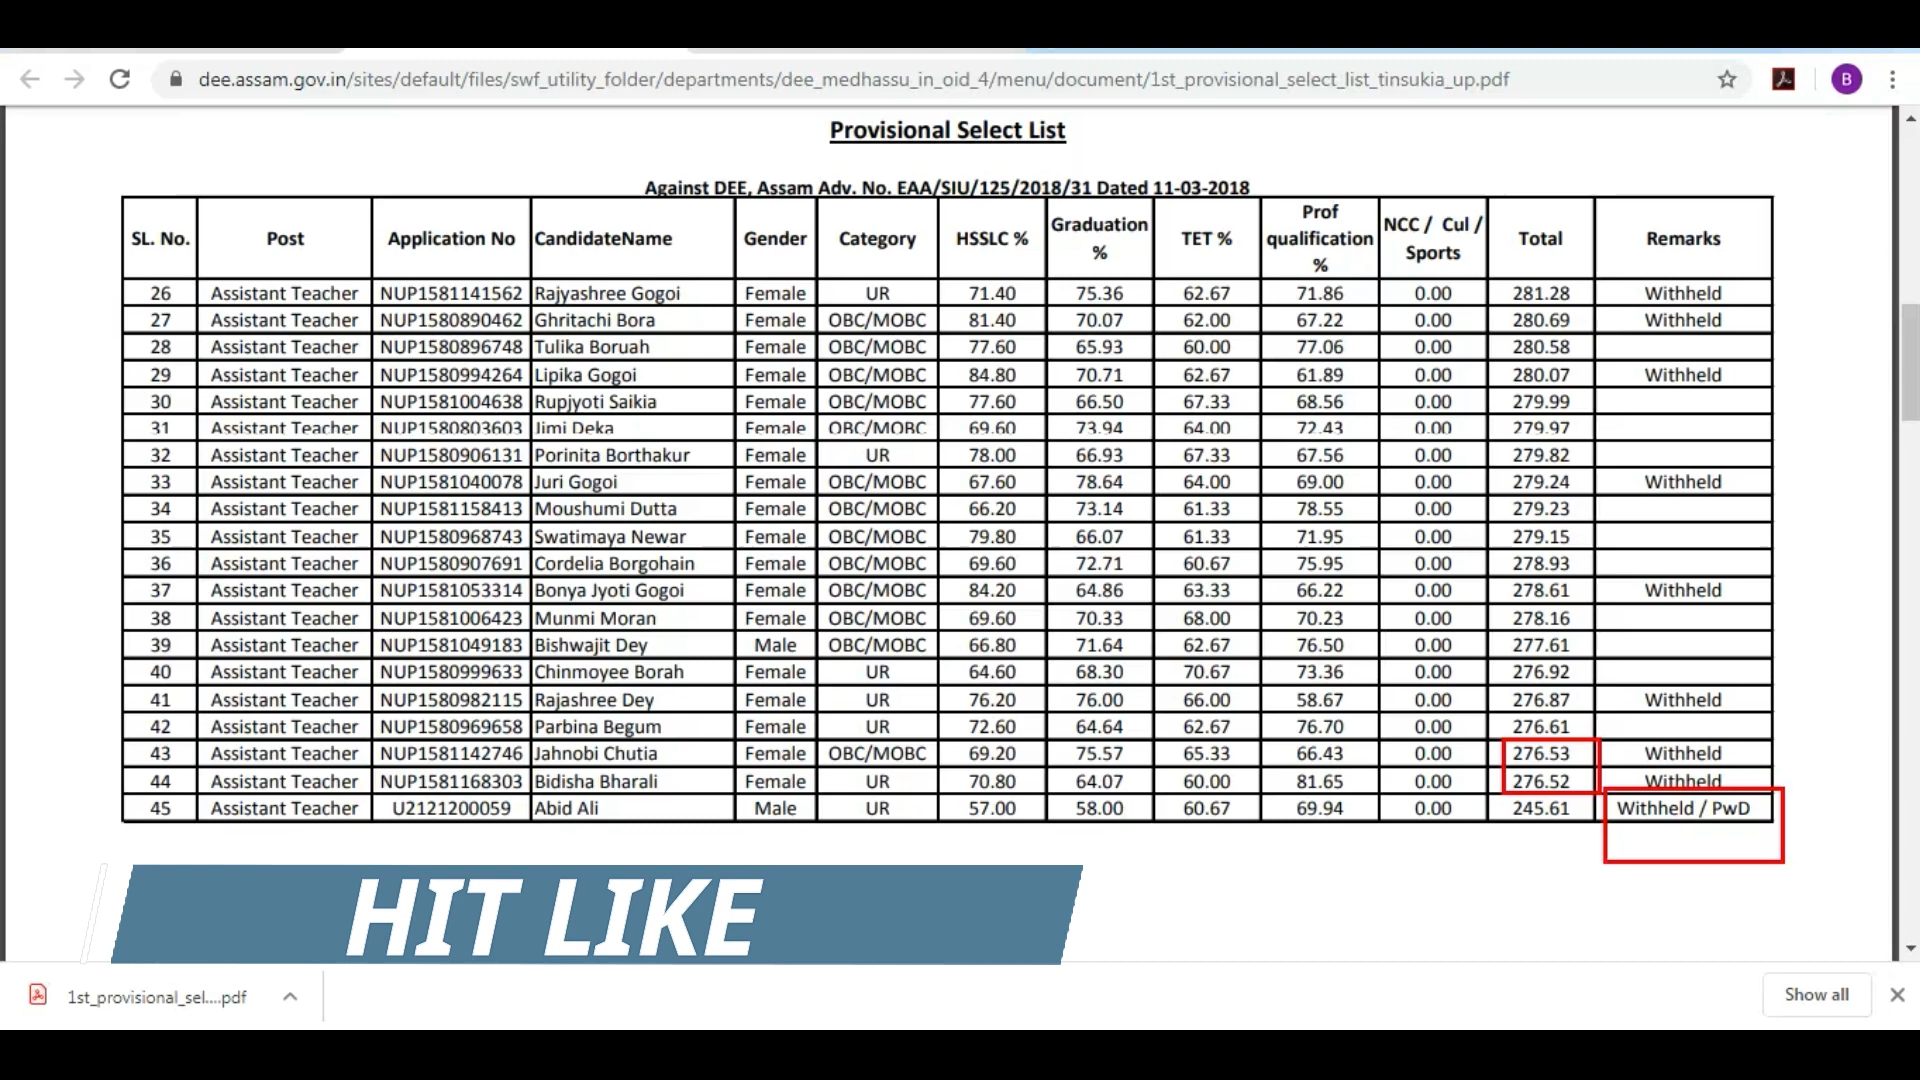 dee.assam.gov.in/sites/default/files/swf_utility_folder/departments/dee_medhassu_in_oid_4/menu/document/1st_provisional_select_list_tinsukia_up.pdf
B
Provisional Select List
Against DEE, Assam Adv. No. EAA/SIU/125/2018/31 Dated 11-03-2018
SL. No. Post Application No CandidateName Gender Category HSSLC % Graduation % TET % Prof qualification % NCC / Cul / Sports Total Remarks
26 Assistant Teacher NUP1581141562 Rajyashree Gogoi Female UR 71.40 75.36 62.67 71.86 0.00 281.28 Withheld
27 Assistant Teacher NUP1580890462 Ghritachi Bora Female OBC/MOBC 81.40 70.07 62.00 67.22 0.00 280.69 Withheld
28 Assistant Teacher NUP1580896748 Tulika Boruah Female OBC/MOBC 77.60 65.93 60.00 77.06 0.00 280.58
29 Assistant Teacher NUP1580994264 Lipika Gogoi Female OBC/MOBC 84.80 70.71 62.67 61.89 0.00 280.07 Withheld
30 Assistant Teacher NUP1581004638 Rupjyoti Saikia Female OBC/MOBC 77.60 66.50 67.33 68.56 0.00 279.99
31 Assistant Teacher NUP1580803603 Jimi Deka Female OBC/MOBC 69.60 73.94 64.00 72.43 0.00 279.97
32 Assistant Teacher NUP1580906131 Porinita Borthakur Female UR 78.00 66.93 67.33 67.56 0.00 279.82
33 Assistant Teacher NUP1581040078 Juri Gogoi Female OBC/MOBC 67.60 78.64 64.00 69.00 0.00 279.24 Withheld
34 Assistant Teacher NUP1581158413 Moushumi Dutta Female OBC/MOBC 66.20 73.14 61.33 78.55 0.00 279.23
35 Assistant Teacher NUP1580968743 Swatimaya Newar Female OBC/MOBC 79.80 66.07 61.33 71.95 0.00 279.15
36 Assistant Teacher NUP1580907691 Cordelia Borgohain Female OBC/MOBC 69.60 72.71 60.67 75.95 0.00 278.93
37 Assistant Teacher NUP1581053314 Bonya Jyoti Gogoi Female OBC/MOBC 84.20 64.86 63.33 66.22 0.00 278.61 Withheld
38 Assistant Teacher NUP1581006423 Munmi Moran Female OBC/MOBC 69.60 70.33 68.00 70.23 0.00 278.16
39 Assistant Teacher NUP1581049183 Bishwajit Dey Male OBC/MOBC 66.80 71.64 62.67 76.50 0.00 277.61
40 Assistant Teacher NUP1580999633 Chinmoyee Borah Female UR 64.60 68.30 70.67 73.36 0.00 276.92
41 Assistant Teacher NUP1580982115 Rajashree Dey Female UR 76.20 76.00 66.00 58.67 0.00 276.87 Withheld
42 Assistant Teacher NUP1580969658 Parbina Begum Female UR 72.60 64.64 62.67 76.70 0.00 276.61
43 Assistant Teacher NUP1581142746 Jahnobi Chutia Female OBC/MOBC 69.20 75.57 65.33 66.43 0.00 276.53 Withheld
44 Assistant Teacher NUP1581168303 Bidisha Bharali Female UR 70.80 64.07 60.00 81.65 0.00 276.52 Withheld
45 Assistant Teacher U2121200059 Abid Ali Male UR 57.00 58.00 60.67 69.94 0.00 245.61 Withheld / PwD
HIT LIKE
1st_provisional_sel....pdf
Show all